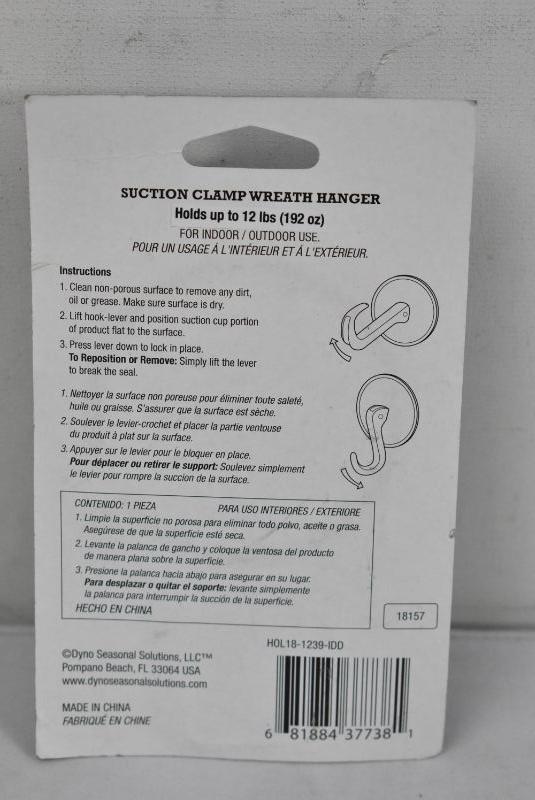 SUCTION CLAMP WREATH HANGER
Holds up to 12 lbs (192 oz)
FOR INDOOR / OUTDOOR USE.
POUR UN USAGE À L'INTÉRIEUR ET À L'EXTÉRIEUR.
Instructions
1. Clean non-porous surface to remove any dirt,
oil or grease. Make sure surface is dry.
2. Lift hook-lever and position suction cup portion
of product flat to the surface.
3. Press lever down to lock in place.
To Reposition or Remove: Simply lift the lever
to break the seal.
1. Nettoyer la surface non poreuse pour éliminer toute saleté,
huile ou graisse. S'assurer que la surface est sèche.
2. Soulever le levier-crochet et placer la partie ventouse
du produit à plat sur la surface.
3. Appuyer sur le levier pour le bloquer en place.
Pour déplacer ou retirer le support: Soulevez simplement
le levier pour rompre la succion de la surface.
CONTENIDO: 1 PIEZA PARA USO INTERIORES / EXTERIORE
1. Limpie la superficie no porosa para eliminar todo polvo, aceite o grasa.
Asegúrese de que la superficie esté seca.
2. Levante la palanca de gancho y coloque la ventosa del producto
de manera plana sobre la superficie.
3. Presione la palanca hacia abajo para asegurar en su lugar.
Para desplazar o quitar el soporte: levante simplemente
la palanca para interrumpir la succión de la superficie.
HECHO EN CHINA
18157
©Dyno Seasonal Solutions, LLC™
Pompano Beach, FL 33064 USA
www.dynoseasonalsolutions.com
MADE IN CHINA
FABRIQUÉ EN CHINE
HOL18-1239-IDD
6 81884 37738 1